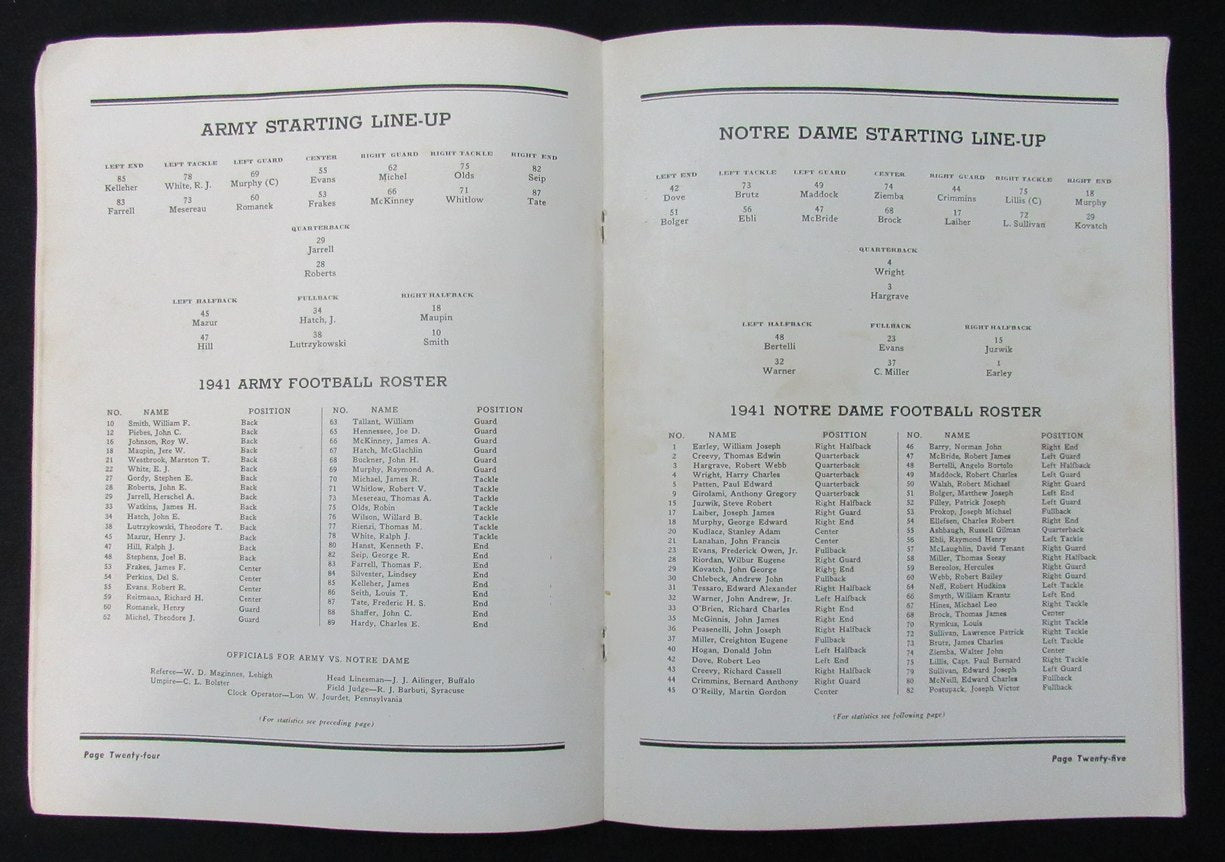 ARMY STARTING LINE-UP
LEFT END LEFT TACKLE LEFT GUARD CENTER RIGHT GUARD RIGHT TACKLE RIGHT END
85 78 69 55 62 75 82
Kelleher White, R. J. Murphy (C) Evans Michel Olds Seip
83 73 60 53 66 71 87
Farrell Mesereau Romanek Frakes McKinney Whitlow Tate
QUARTERBACK
29
Jarrell
28
Roberts
LEFT HALFBACK FULLBACK RIGHT HALFBACK
45 34 18
Mazur Hatch, J. Maupin
47 38 10
Hill Lutrzykowski Smith
1941 ARMY FOOTBALL ROSTER
NO. NAME POSITION
10 Smith, William F. Back
12 Piebes, John C. Back
16 Johnson, Roy W. Back
18 Maupin, Jere W. Back
21 Westbrook, Marston T. Back
22 White, E. J. Back
27 Gordy, Stephen E. Back
28 Roberts, John E. Back
29 Jarrell, Herschel A. Back
33 Watkins, James H. Back
34 Hatch, John E. Back
38 Lutrzykowski, Theodore T. Back
45 Mazur, Henry J. Back
47 Hill, Ralph J. Back
48 Stephens, Joel B. Back
53 Frakes, James F. Center
54 Perkins, Del S. Center
55 Evans, Robert R. Center
59 Reitmann, Richard H. Center
60 Romanek, Henry Guard
62 Michel, Theodore J. Guard
NO. NAME POSITION
63 Tallant, William Guard
65 Hennessee, Joe D. Guard
66 McKinney, James A. Guard
67 Hatch, McGlachlin Guard
68 Buckner, John H. Guard
69 Murphy, Raymond A. Guard
70 Michael, James R. Tackle
71 Whitlow, Robert V. Tackle
73 Mesereau, Thomas A. Tackle
75 Olds, Robin Tackle
76 Wilson, Willard B. Tackle
77 Rienzi, Thomas M. Tackle
78 White, Ralph J. Tackle
80 Hanst, Kenneth F. End
82 Seip, George R. End
83 Farrell, Thomas F. End
84 Silvester, Lindsey End
85 Kelleher, James End
86 Seith, Louis T. End
87 Tate, Frederic H. S. End
88 Shaffer, John C. End
89 Hardy, Charles E. End
OFFICIALS FOR ARMY VS. NOTRE DAME
Referee—W. D. Maginnes, Lehigh Head Linesman—J. J. Ailinger, Buffalo
Umpire—C. L. Bolster Field Judge—R. J. Barbuti, Syracuse
Clock Operator—Lon W. Jourdet, Pennsylvania
(For statistics see preceding page)
Page Twenty-four
NOTRE DAME STARTING LINE-UP
LEFT END LEFT TACKLE LEFT GUARD CENTER RIGHT GUARD RIGHT TACKLE RIGHT END
42 73 49 74 44 75 18
Dove Brutz Maddock Ziemba Crimmins Lillis (C) Murphy
51 56 47 68 17 72 29
Bolger Ebli McBride Brock Laiber L. Sullivan Kovatch
QUARTERBACK
4
Wright
3
Hargrave
LEFT HALFBACK FULLBACK RIGHT HALFBACK
48 23 15
Bertelli Evans Juzwik
32 37 1
Warner C. Miller Earley
1941 NOTRE DAME FOOTBALL ROSTER
NO. NAME POSITION
1 Earley, William Joseph Right Halfback
2 Creevy, Thomas Edwin Quarterback
3 Hargrave, Robert Webb Quarterback
4 Wright, Harry Charles Quarterback
5 Patten, Paul Edward Quarterback
9 Girolami, Anthony Gregory Quarterback
15 Juzwik, Steve Robert Right Halfback
17 Laiber, Joseph James Right Guard
18 Murphy, George Edward Right End
20 Kudlacz, Stanley Adam Center
21 Lanahan, John Francis Center
23 Evans, Frederick Owen, Jr. Fullback
28 Riordan, Wilbur Eugene Right Guard
29 Kovatch, John George Right End
30 Chlebeck, Andrew John Fullback
31 Tessaro, Edward Alexander Right Halfback
32 Warner, John Andrew, Jr. Left Halfback
33 O'Brien, Richard Charles Right End
35 McGinnis, John James Right End
36 Peasenelli, John Joseph Right Halfback
37 Miller, Creighton Eugene Fullback
40 Hogan, Donald John Left Halfback
42 Dove, Robert Leo Left End
43 Creevy, Richard Cassell Right Halfback
44 Crimmins, Bernard Anthony Right Guard
45 O'Reilly, Martin Gordon Center
NO. NAME POSITION
46 Barry, Norman John Right End
47 McBride, Robert James Left Guard
48 Bertelli, Angelo Bortolo Left Halfback
49 Maddock, Robert Charles Left Guard
50 Walsh, Robert Michael Right Guard
51 Bolger, Matthew Joseph Left End
52 Filley, Patrick Joseph Left Guard
53 Prokop, Joseph Michael Fullback
54 Ellefsen, Charles Robert Right End
55 Ashbaugh, Russell Gilman Quarterback
56 Ebli, Raymond Henry Left Tackle
57 McLaughlin, David Tenant Right Guard
58 Miller, Thomas Seeay Right Halfback
59 Bereolos, Hercules Right Guard
60 Webb, Robert Bailey Right Guard
64 Neff, Robert Hudkins Left Tackle
66 Smyth, William Krantz Left End
67 Hines, Michael Leo Right Tackle
68 Brock, Thomas James Center
70 Rymkus, Louis Right Tackle
72 Sullivan, Lawrence Patrick Right Tackle
73 Brutz, James Charles Left Tackle
74 Ziemba, Walter John Center
75 Lillis, Capt. Paul Bernard Right Tackle
79 Sullivan, Edward Joseph Left Guard
80 McNeill, Edward Charles Fullback
82 Postupack, Joseph Victor Fullback
(For statistics see following page)
Page Twenty-five